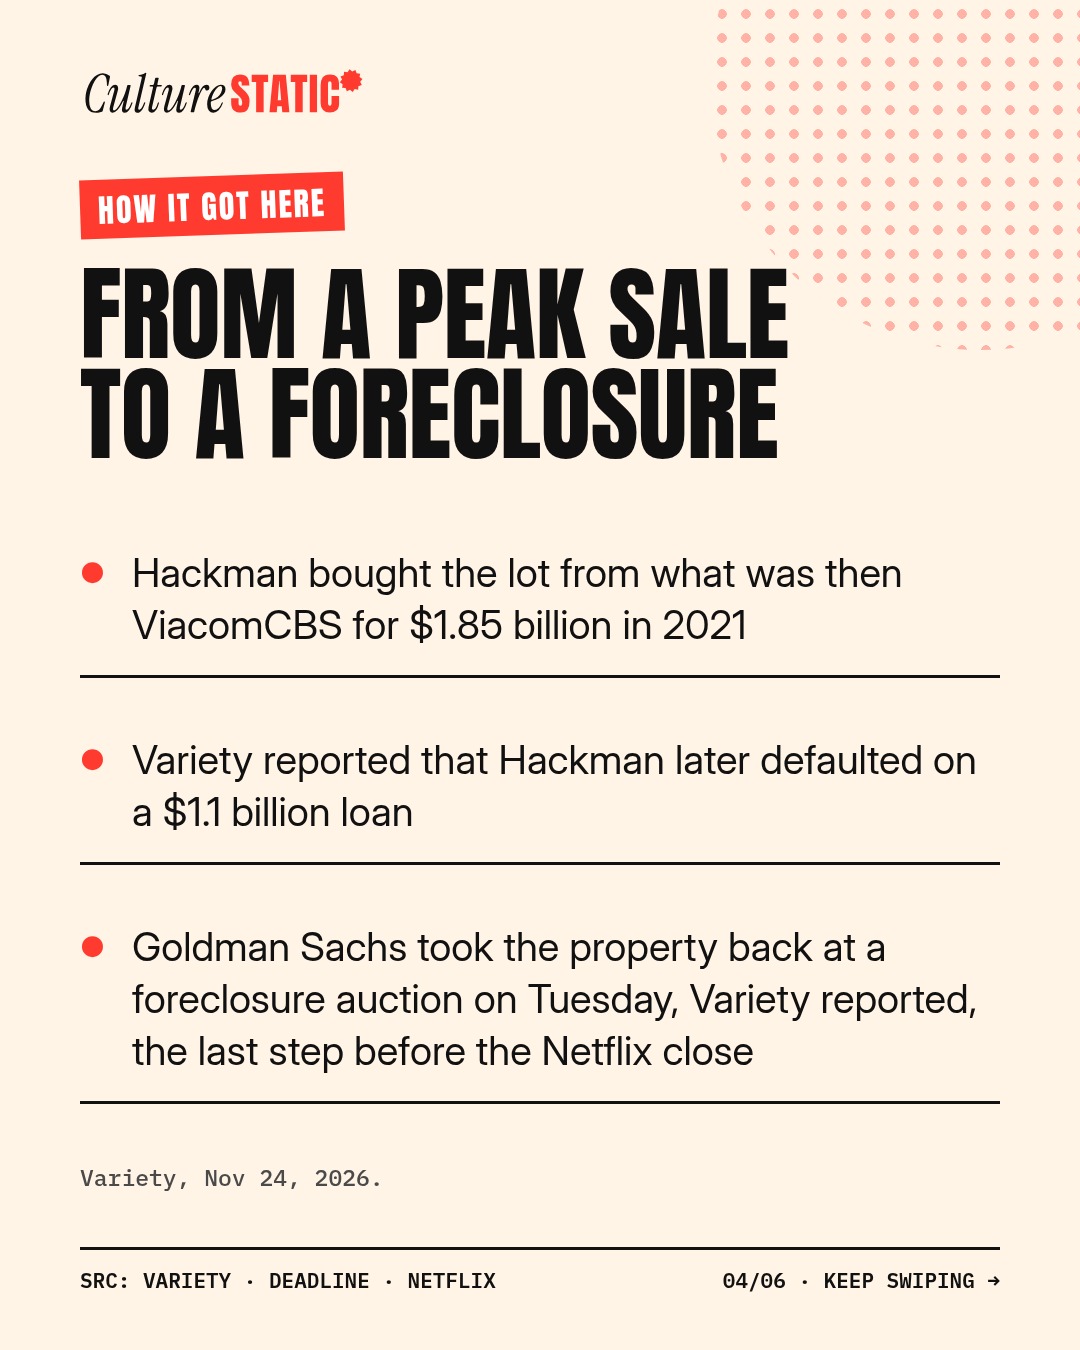 Culture STATIC
HOW IT GOT HERE
FROM A PEAK SALE
TO A FORECLOSURE
Hackman bought the lot from what was then
ViacomCBS for $1.85 billion in 2021
Variety reported that Hackman later defaulted on
a $1.1 billion loan
Goldman Sachs took the property back at a
foreclosure auction on Tuesday, Variety reported,
the last step before the Netflix close
Variety, Nov 24, 2026.
SRC: VARIETY · DEADLINE · NETFLIX
04/06 · KEEP SWIPING →